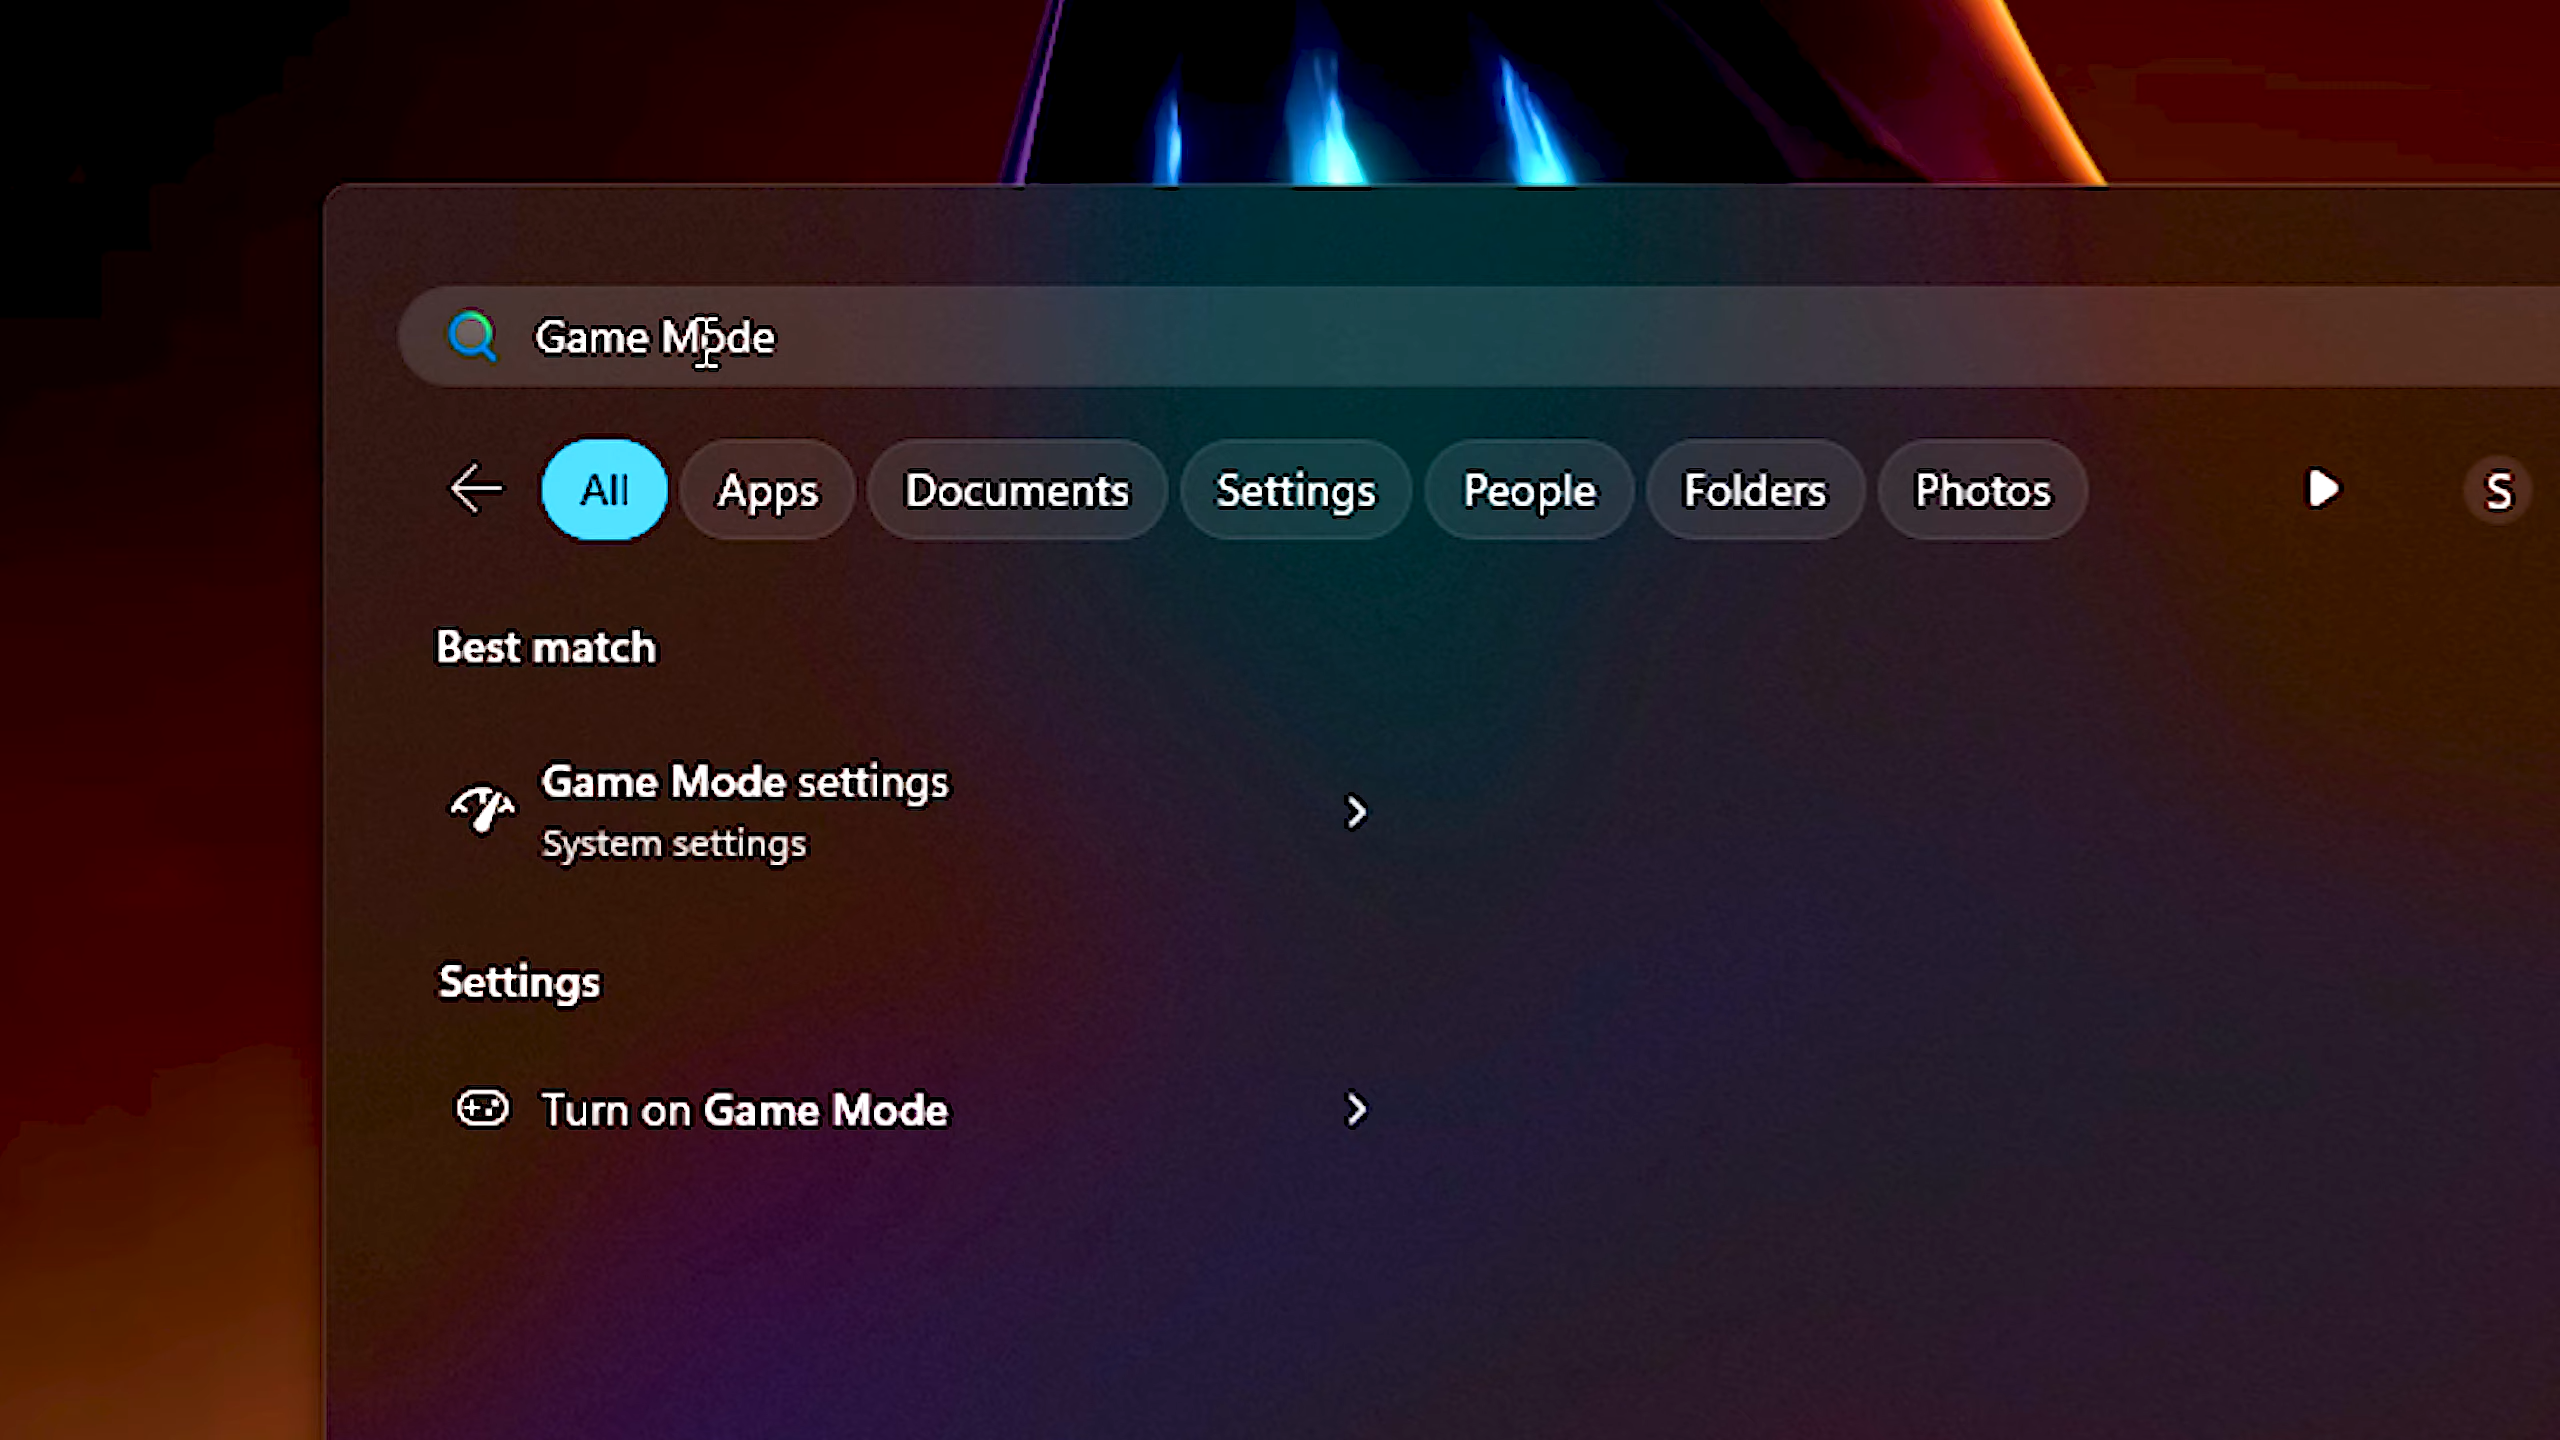 Game Mode
All Apps Documents Settings People Folders Photos S
Best match
Game Mode settings
System settings
Settings
Turn on Game Mode